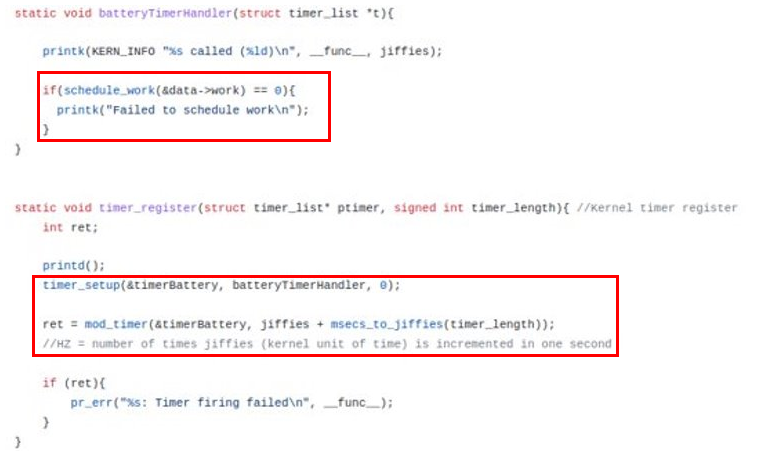 static void batteryTimerHandler(struct timer_list *t){
printk(KERN_INFO "%s called (%ld)\n", __func__, jiffies);
if(schedule_work(&data->work) == 0){
printk("Failed to schedule work\n");
}
}
static void timer_register(struct timer_list* ptimer, signed int timer_length){ //Kernel timer register
int ret;
printd();
timer_setup(&timerBattery, batteryTimerHandler, 0);
ret = mod_timer(&timerBattery, jiffies + msecs_to_jiffies(timer_length));
//HZ = number of times jiffies (kernel unit of time) is incremented in one second
if (ret){
pr_err("%s: Timer firing failed\n", __func__);
}
}